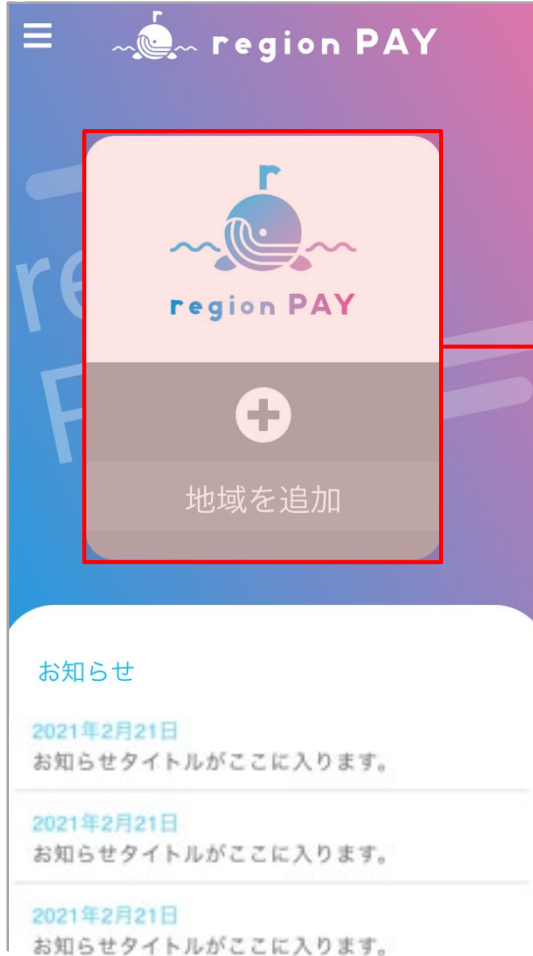 region PAY
re
P
r
region PAY
地域を追加
お知らせ
2021年2月21日
お知らせタイトルがここに入ります。
2021年2月21日
お知らせタイトルがここに入ります。
2021年2月21日
お知らせタイトルがここに入ります。